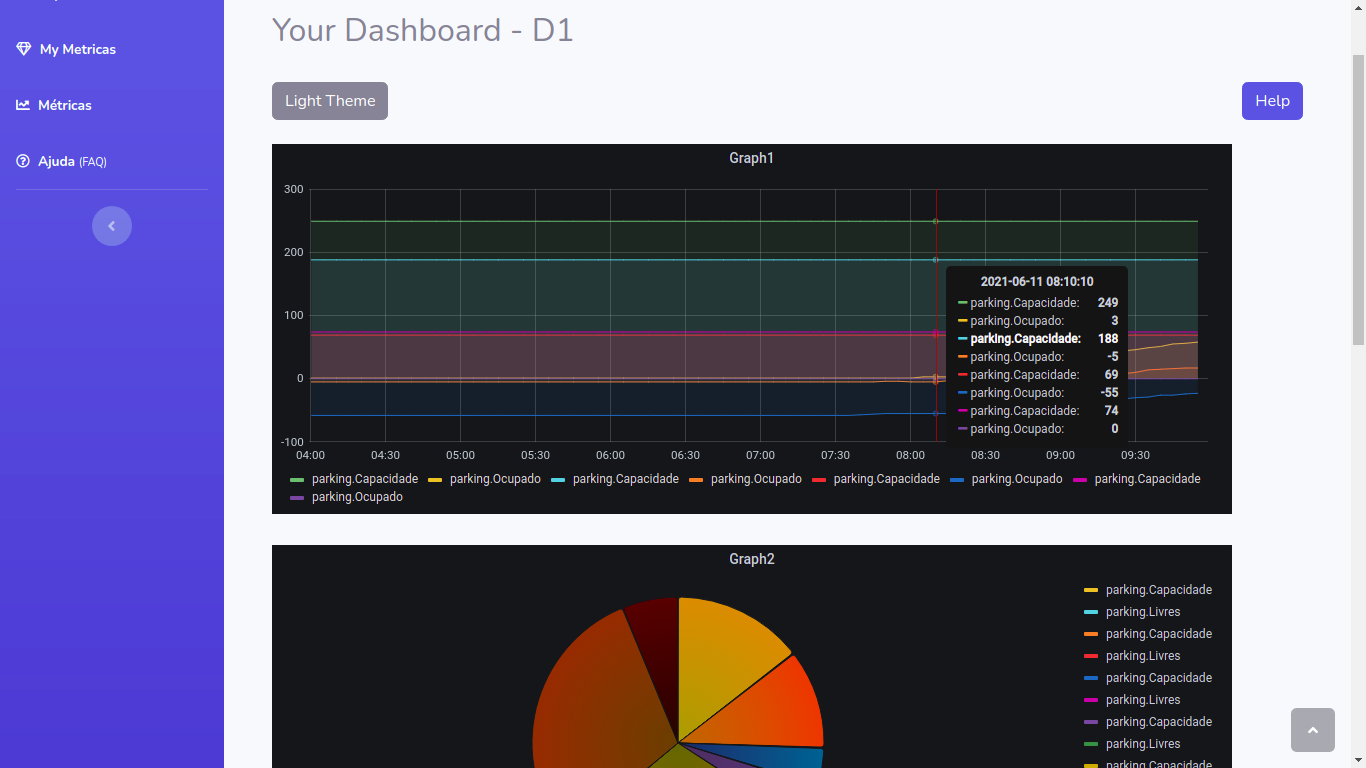 Your Dashboard - D1
My Metricas
Métricas
Ajuda (FAQ)
Light Theme
Help
Graph1
300
200
100
0
-100
04:00 04:30 05:00 05:30 06:00 06:30 07:00 07:30 08:00 08:30 09:00 09:30
2021-06-11 08:10:10
parking.Capacidade: 249
parking.Ocupado: 3
parking.Capacidade: 188
parking.Ocupado: -5
parking.Capacidade: 69
parking.Ocupado: -55
parking.Capacidade: 74
parking.Ocupado: 0
parking.Capacidade parking.Ocupado parking.Capacidade parking.Ocupado parking.Capacidade parking.Ocupado parking.Capacidade
parking.Ocupado
Graph2
parking.Capacidade
parking.Livres
parking.Capacidade
parking.Livres
parking.Capacidade
parking.Livres
parking.Capacidade
parking.Livres
parking.Capacidade